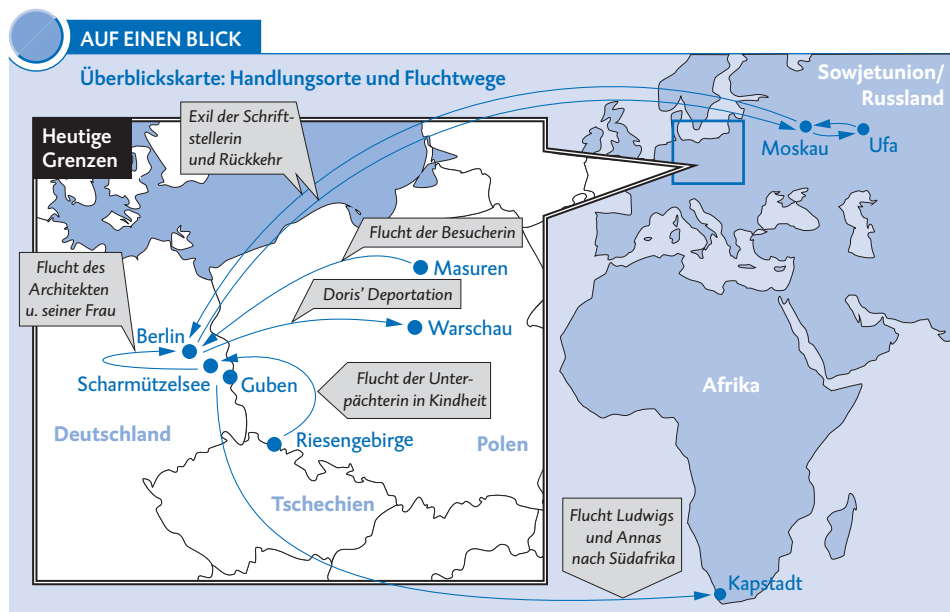 AUF EINEN BLICK
Überblickskarte: Handlungsorte und Fluchtwege
Sowjetunion/
Russland
Heutige
Grenzen
Exil der Schrift-
stellerin
und Rückkehr
Moskau
Ufa
Flucht der Besucherin
Flucht des
Architekten
u. seiner Frau
Masuren
Doris’ Deportation
Berlin
Warschau
Scharmützelsee
Guben
Flucht der Unter-
pächterin in Kindheit
Afrika
Deutschland
Riesengebirge
Polen
Tschechien
Flucht Ludwigs
und Annas
nach Südafrika
Kapstadt